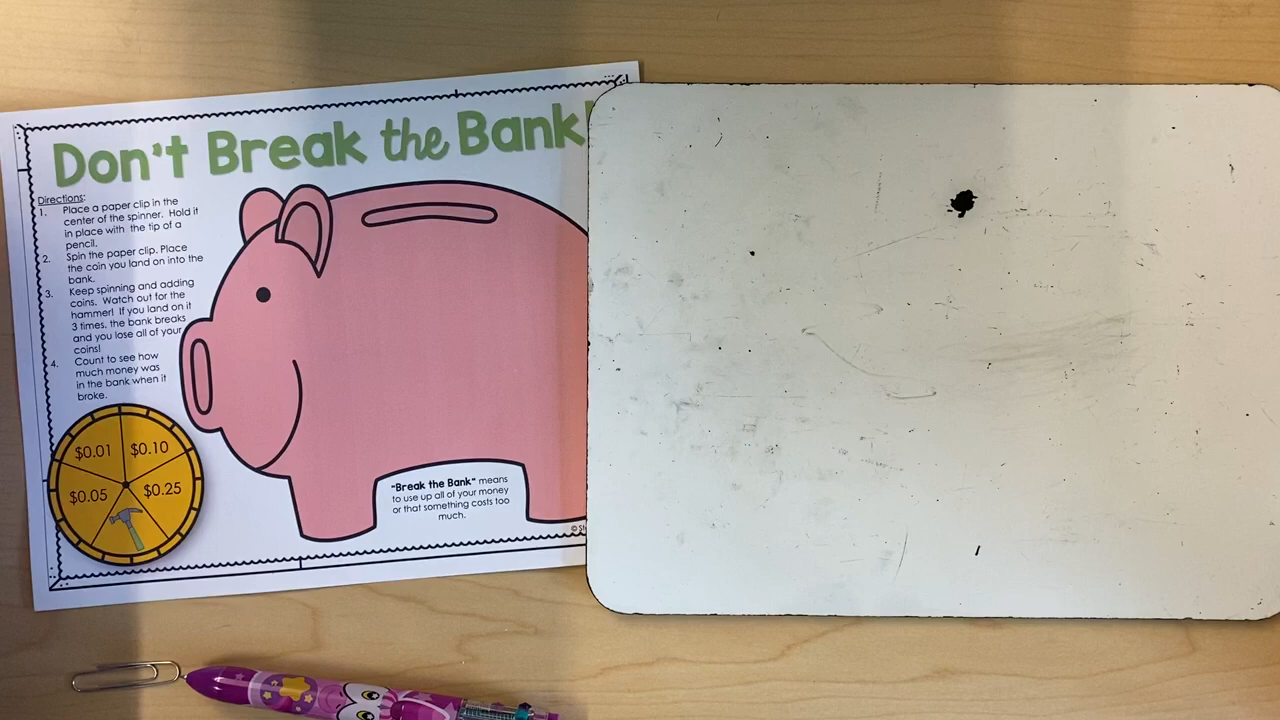 Don't Break the Bank!
Directions:
1. Place a paper clip in the
center of the spinner. Hold it
in place with the tip of a
pencil.
2. Spin the paper clip. Place
the coin you land on into the
bank.
3. Keep spinning and adding
coins. Watch out for the
hammer! If you land on it
3 times, the bank breaks
and you lose all of your
coins!
4. Count to see how
much money was
in the bank when it
broke.
$0.01 $0.10
$0.05 $0.25
"Break the Bank" means
to use up all of your money
or that something costs too
much.